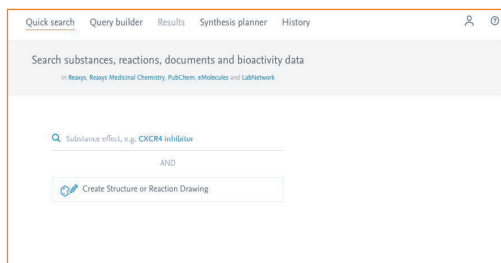 Quick search Query builder Results Synthesis planner History
Search substances, reactions, documents and bioactivity data
in Reaxys, Reaxys Medicinal Chemistry, PubChem, eMolecules and LabNetwork
Substance effect, e.g. CXCR4 inhibitor
AND
Create Structure or Reaction Drawing